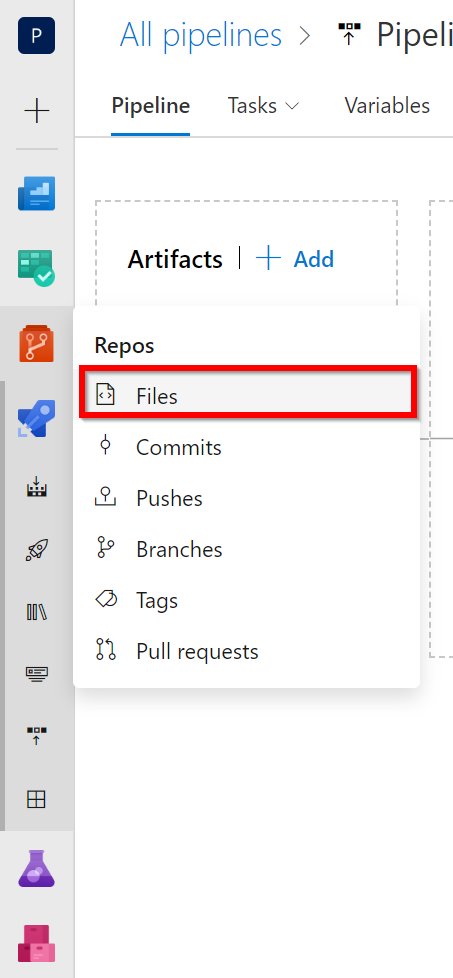 P
All pipelines > Pipeli
Pipeline Tasks Variables
Artifacts | + Add
Repos
Files
Commits
Pushes
Branches
Tags
Pull requests